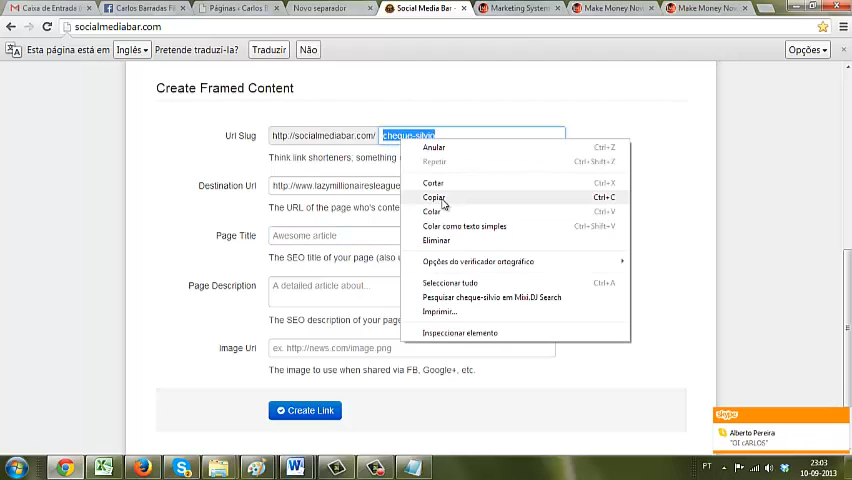 Caixa de Entrada (
Carlos Barradas F
Páginas ‹ Carlos B
Novo separador
Social Media Bar -
Marketing System
Make Money Nov
Make Money Nov
socialmediabar.com
Esta página está em
Inglês
Pretende traduzi-la?
Traduzir
Não
Opções
Create Framed Content
Url Slug
http://socialmediabar.com/
cheque-silvio
Think link shorteners; something
Destination Url
http://www.lazymillionairesleague
The URL of the page who's conte
Page Title
Awesome article
The SEO title of your page (also u
Page Description
A detailed article about...
The SEO description of your page
Image Url
ex. http://news.com/image.png
The image to use when shared via FB, Google+, etc.
Create Link
Anular Ctrl+Z
Repetir Ctrl+Shift+Z
Cortar Ctrl+X
Copiar Ctrl+C
Colar Ctrl+V
Colar como texto simples Ctrl+Shift+V
Eliminar
Opções do verificador ortográfico
Seleccionar tudo Ctrl+A
Pesquisar cheque-silvio em Mixi.DJ Search
Imprimir...
Inspeccionar elemento
skype
Alberto Pereira
"OI cARLOS"
PT
23:03
10-09-2013